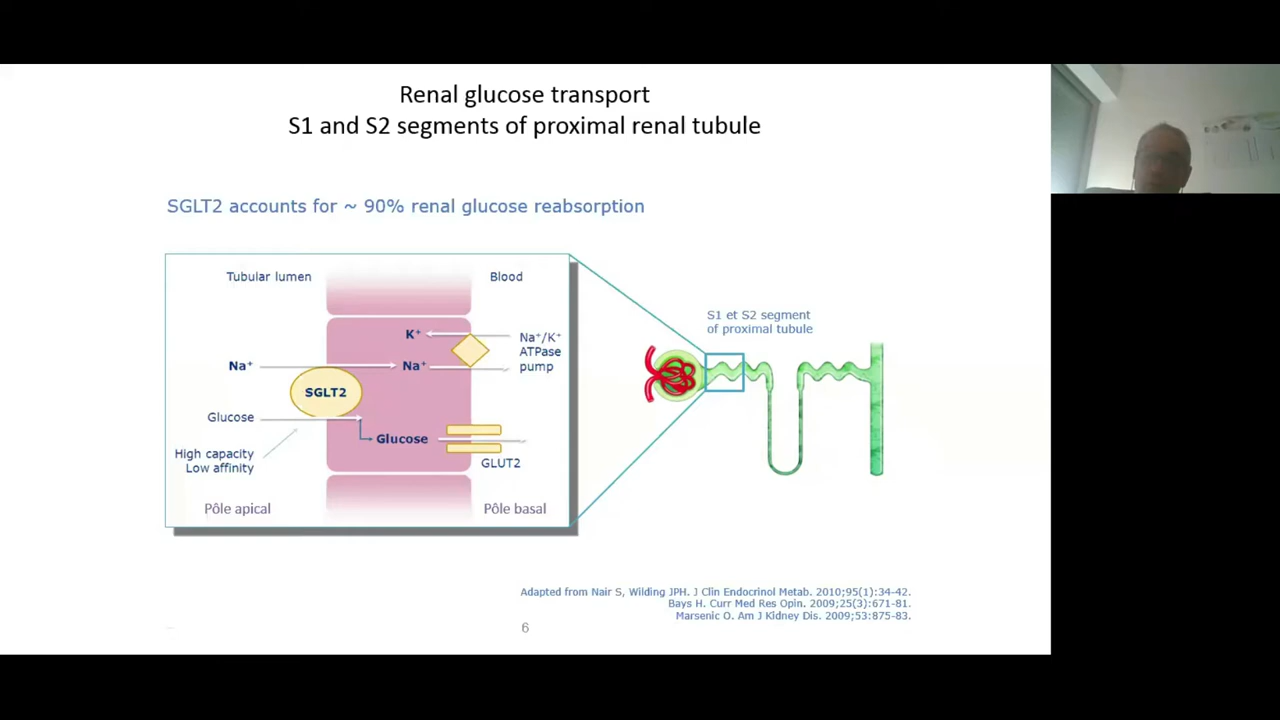 Renal glucose transport
S1 and S2 segments of proximal renal tubule
SGLT2 accounts for ~ 90% renal glucose reabsorption
Tubular lumen
Blood
K⁺
Na⁺/K⁺
ATPase
pump
Na⁺
Na⁺
SGLT2
Glucose
Glucose
GLUT2
High capacity
Low affinity
Pôle apical
Pôle basal
S1 et S2 segment
of proximal tubule
Adapted from Nair S, Wilding JPH. J Clin Endocrinol Metab. 2010;95(1):34-42.
Bays H. Curr Med Res Opin. 2009;25(3):671-81.
Marsenic O. Am J Kidney Dis. 2009;53:875-83.
6